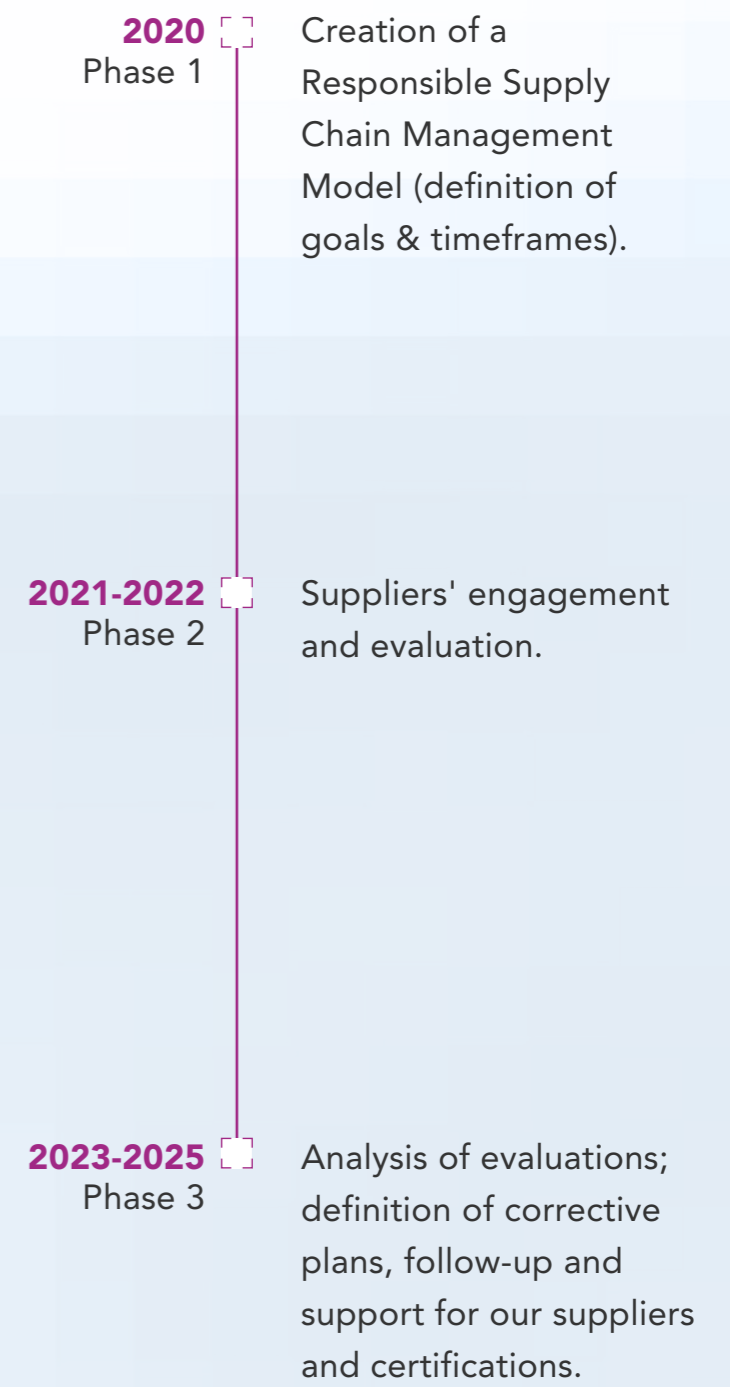 2020
Phase 1
Creation of a
Responsible Supply
Chain Management
Model (definition of
goals & timeframes).
2021-2022
Phase 2
Suppliers' engagement
and evaluation.
2023-2025
Phase 3
Analysis of evaluations;
definition of corrective
plans, follow-up and
support for our suppliers
and certifications.